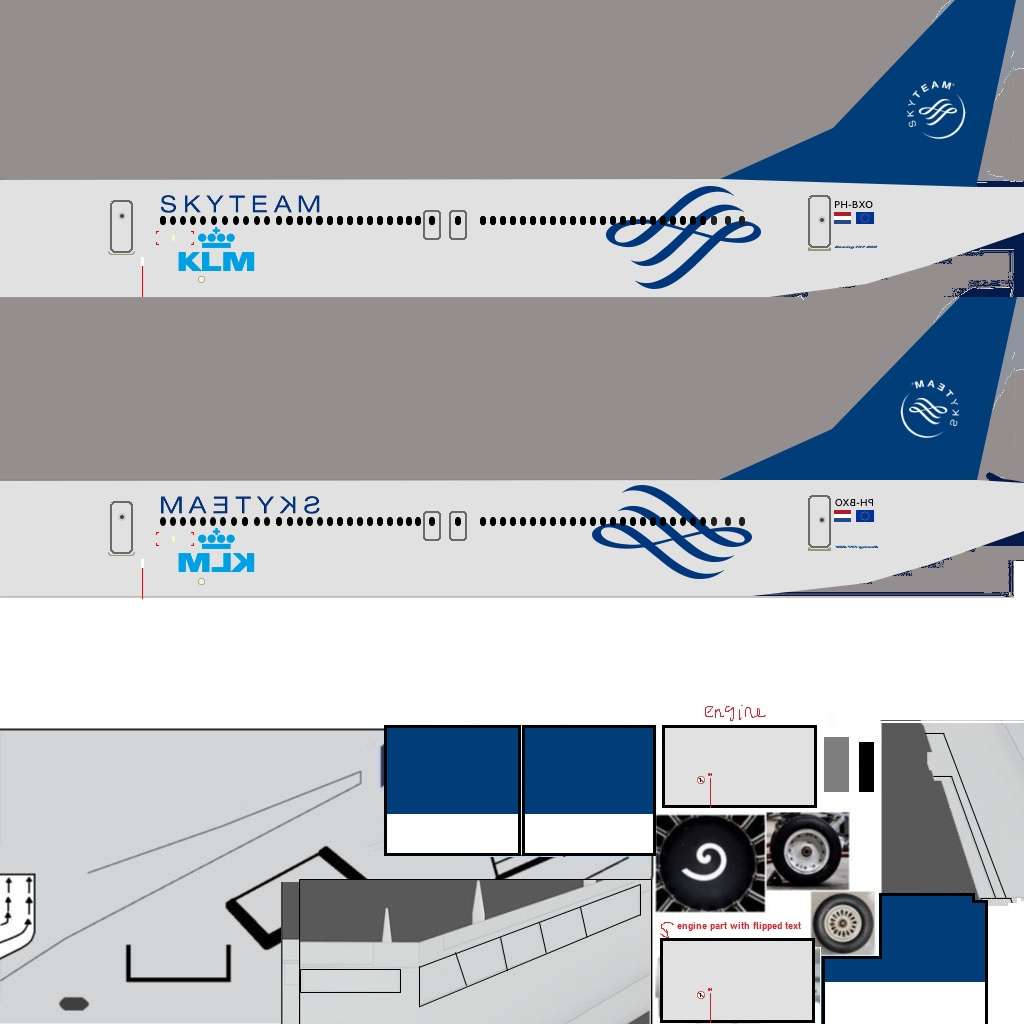 SKYTEAM
SKYTEAM
PH-BXO
KLM
SKYTEAM
SKYTEAM
PH-BXO
KLM
engine
engine part with flipped text